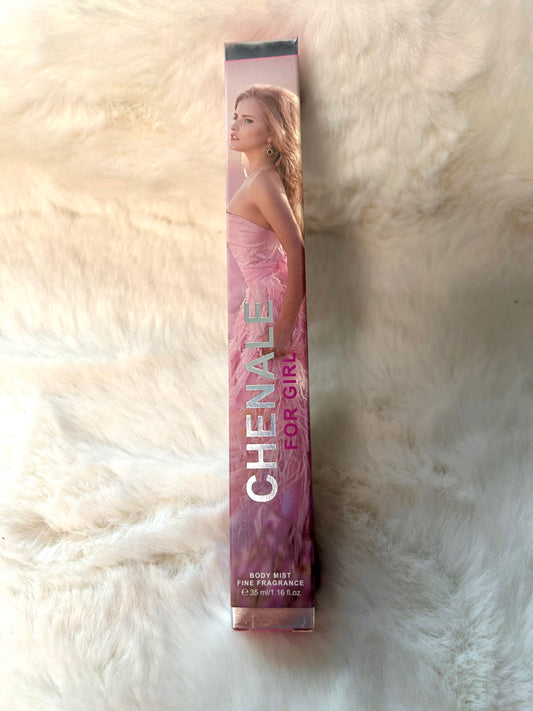 CHENALE
FOR GIRL
BODY MIST
FINE FRAGRANCE
℮ 35 ml/1.16 fl.oz